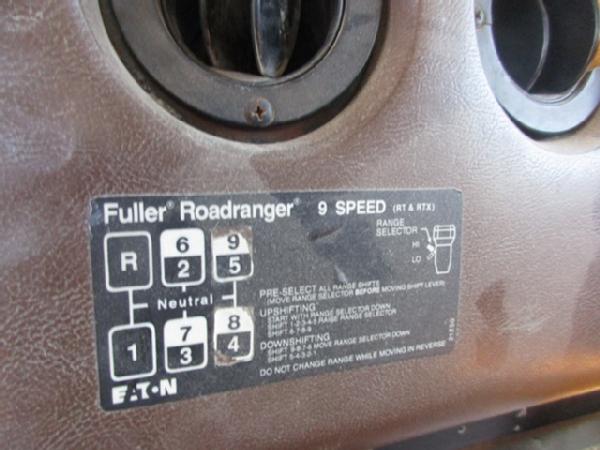 Fuller® Roadranger® 9 SPEED (RT & RTX)
RANGE SELECTOR
HI
LO
R 6 9
2 5
Neutral
1 7 8
3 4
PRE-SELECT ALL RANGE SHIFTS
(MOVE RANGE SELECTOR BEFORE MOVING SHIFT LEVER)
UPSHIFTING
START WITH RANGE SELECTOR DOWN
SHIFT 1-2-3-4-5 RAISE RANGE SELECTOR
SHIFT 6-7-8-9
DOWNSHIFTING
SHIFT 9-8-7-6 MOVE RANGE SELECTOR DOWN
SHIFT 5-4-3-2-1
DO NOT CHANGE RANGE WHILE MOVING IN REVERSE
EATON